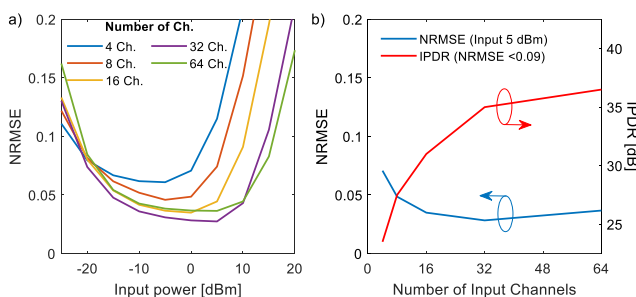 a)
Number of Ch.
4 Ch.
32 Ch.
8 Ch.
64 Ch.
16 Ch.
0.2
0.15
0.1
0.05
0
NRMSE
-20
-10
0
10
20
Input power [dBm]
b)
NRMSE (Input 5 dBm)
IPDR (NRMSE <0.09)
0.2
0.15
0.1
0.05
0
NRMSE
40
35
30
25
IPDR [dB]
0
16
32
48
64
Number of Input Channels